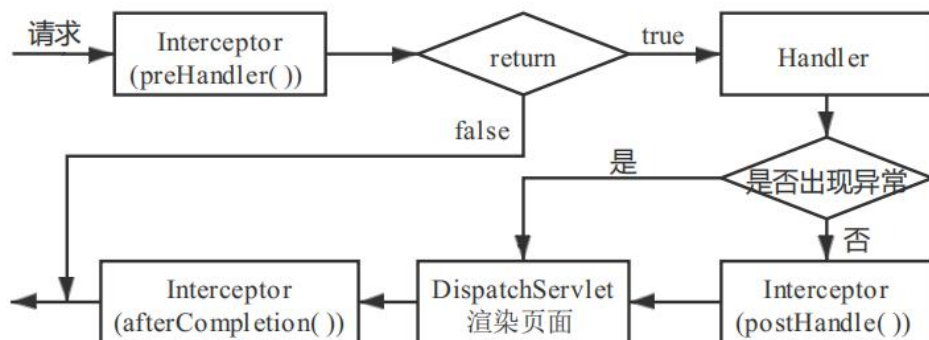 请求
Interceptor
(preHandler( ))
return
true
Handler
false
是
是否出现异常
否
Interceptor
(afterCompletion( ))
DispatchServlet
渲染页面
Interceptor
(postHandle( ))